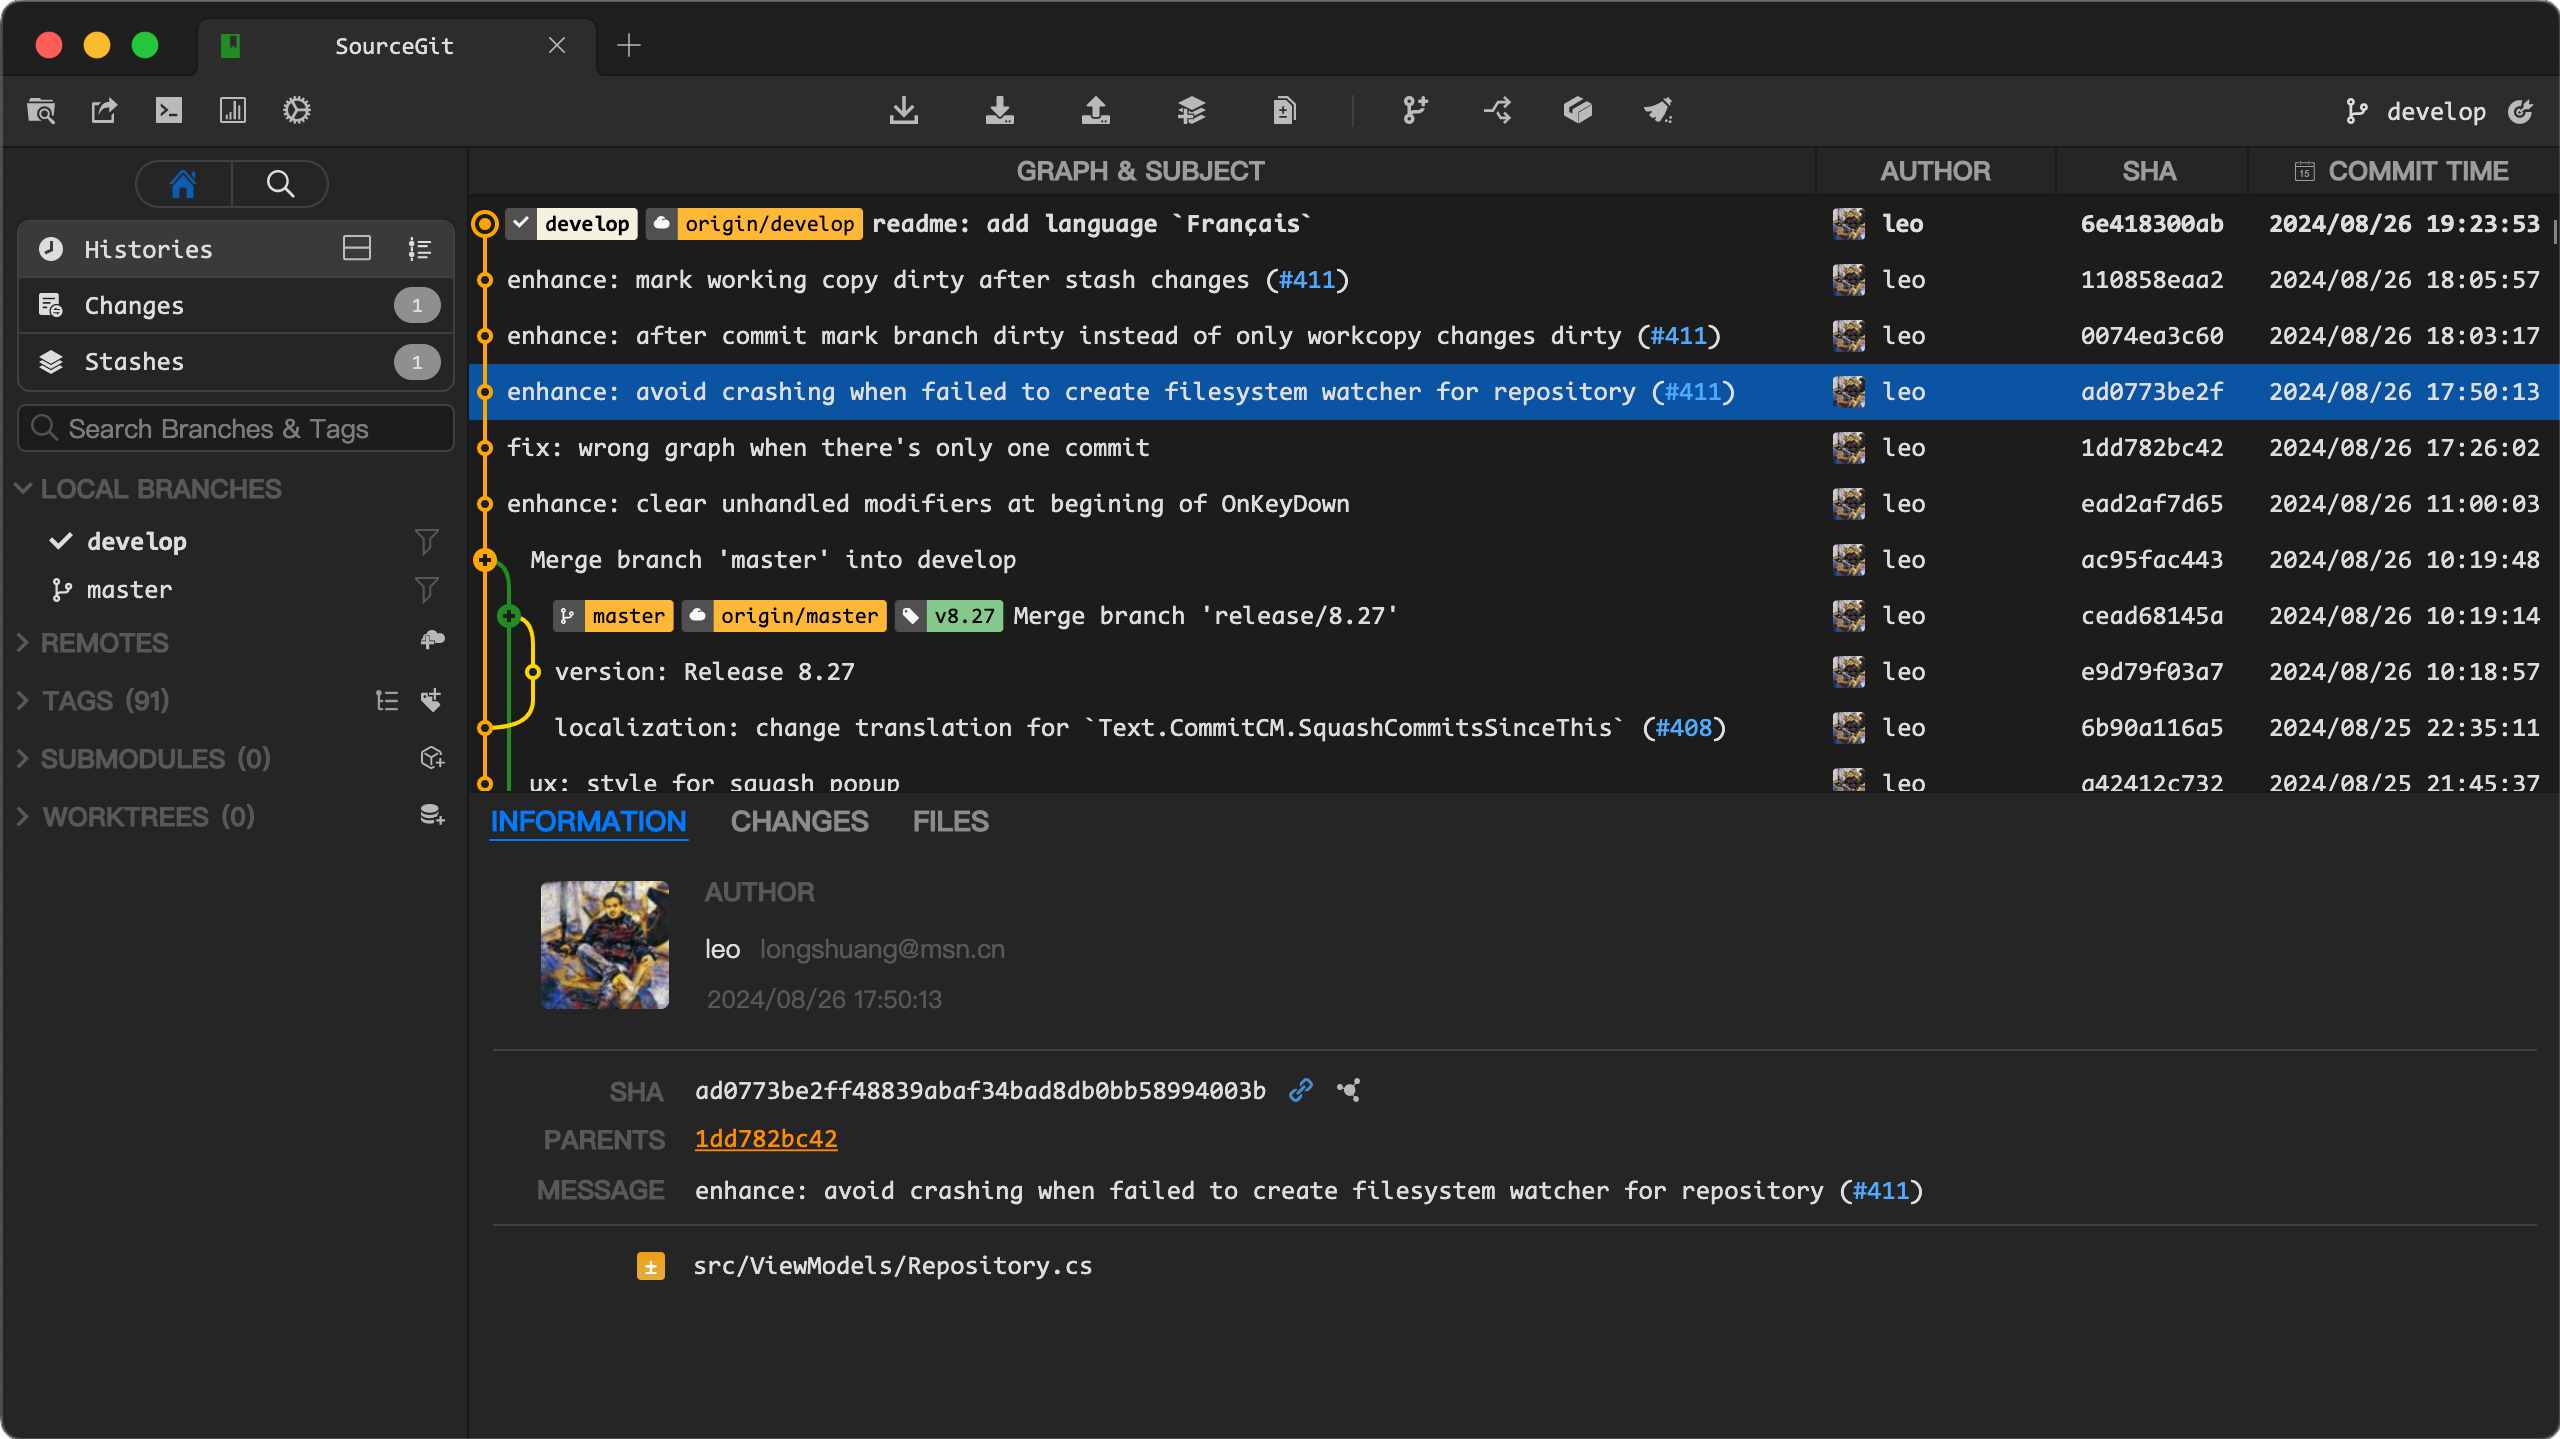 SourceGit
develop
Histories
Changes 1
Stashes 1
Search Branches & Tags
LOCAL BRANCHES
develop
master
REMOTES
TAGS (91)
SUBMODULES (0)
WORKTREES (0)
GRAPH & SUBJECT AUTHOR SHA 15 COMMIT TIME
develop origin/develop readme: add language `Français` leo 6e418300ab 2024/08/26 19:23:53
enhance: mark working copy dirty after stash changes (#411) leo 110858eaa2 2024/08/26 18:05:57
enhance: after commit mark branch dirty instead of only workcopy changes dirty (#411) leo 0074ea3c60 2024/08/26 18:03:17
enhance: avoid crashing when failed to create filesystem watcher for repository (#411) leo ad0773be2f 2024/08/26 17:50:13
fix: wrong graph when there's only one commit leo 1dd782bc42 2024/08/26 17:26:02
enhance: clear unhandled modifiers at begining of OnKeyDown leo ead2af7d65 2024/08/26 11:00:03
Merge branch 'master' into develop leo ac95fac443 2024/08/26 10:19:48
master origin/master v8.27 Merge branch 'release/8.27' leo cead68145a 2024/08/26 10:19:14
version: Release 8.27 leo e9d79f03a7 2024/08/26 10:18:57
localization: change translation for `Text.CommitCM.SquashCommitsSinceThis` (#408) leo 6b90a116a5 2024/08/25 22:35:11
ux: style for squash popup leo a42412c732 2024/08/25 21:45:37
INFORMATION CHANGES FILES
AUTHOR
leo longshuang@msn.cn
2024/08/26 17:50:13
SHA ad0773be2ff48839abaf34bad8db0bb58994003b
PARENTS 1dd782bc42
MESSAGE enhance: avoid crashing when failed to create filesystem watcher for repository (#411)
± src/ViewModels/Repository.cs